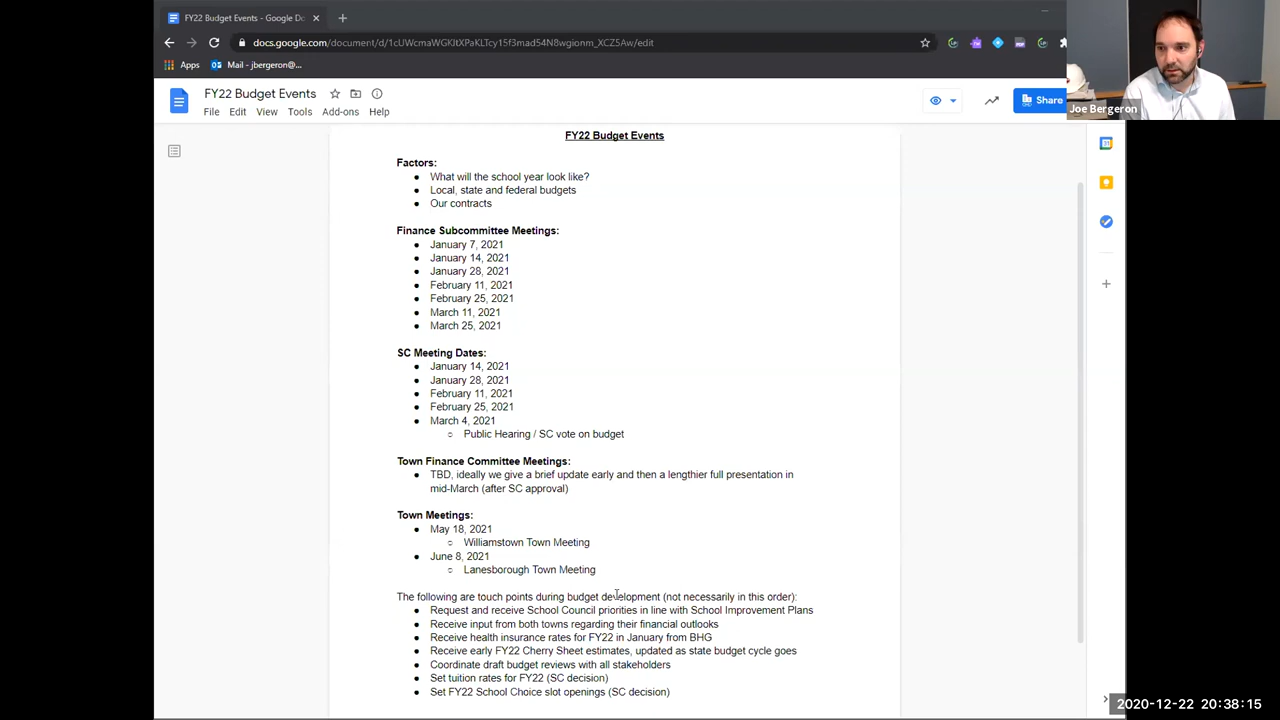 FY22 Budget Events - Google Do
docs.google.com/document/d/1cUWcmaWGKJtXPaKLTcy15f3mad54N8wgionm_XCZ5Aw/edit
Apps
Mail - jbergeron@...
FY22 Budget Events
File Edit View Tools Add-ons Help
Share
Joe Bergeron
FY22 Budget Events
Factors:
● What will the school year look like?
● Local, state and federal budgets
● Our contracts
Finance Subcommittee Meetings:
● January 7, 2021
● January 14, 2021
● January 28, 2021
● February 11, 2021
● February 25, 2021
● March 11, 2021
● March 25, 2021
SC Meeting Dates:
● January 14, 2021
● January 28, 2021
● February 11, 2021
● February 25, 2021
● March 4, 2021
○ Public Hearing / SC vote on budget
Town Finance Committee Meetings:
● TBD, ideally we give a brief update early and then a lengthier full presentation in
mid-March (after SC approval)
Town Meetings:
● May 18, 2021
○ Williamstown Town Meeting
● June 8, 2021
○ Lanesborough Town Meeting
The following are touch points during budget development (not necessarily in this order):
● Request and receive School Council priorities in line with School Improvement Plans
● Receive input from both towns regarding their financial outlooks
● Receive health insurance rates for FY22 in January from BHG
● Receive early FY22 Cherry Sheet estimates, updated as state budget cycle goes
● Coordinate draft budget reviews with all stakeholders
● Set tuition rates for FY22 (SC decision)
● Set FY22 School Choice slot openings (SC decision)
2020-12-22 20:38:15